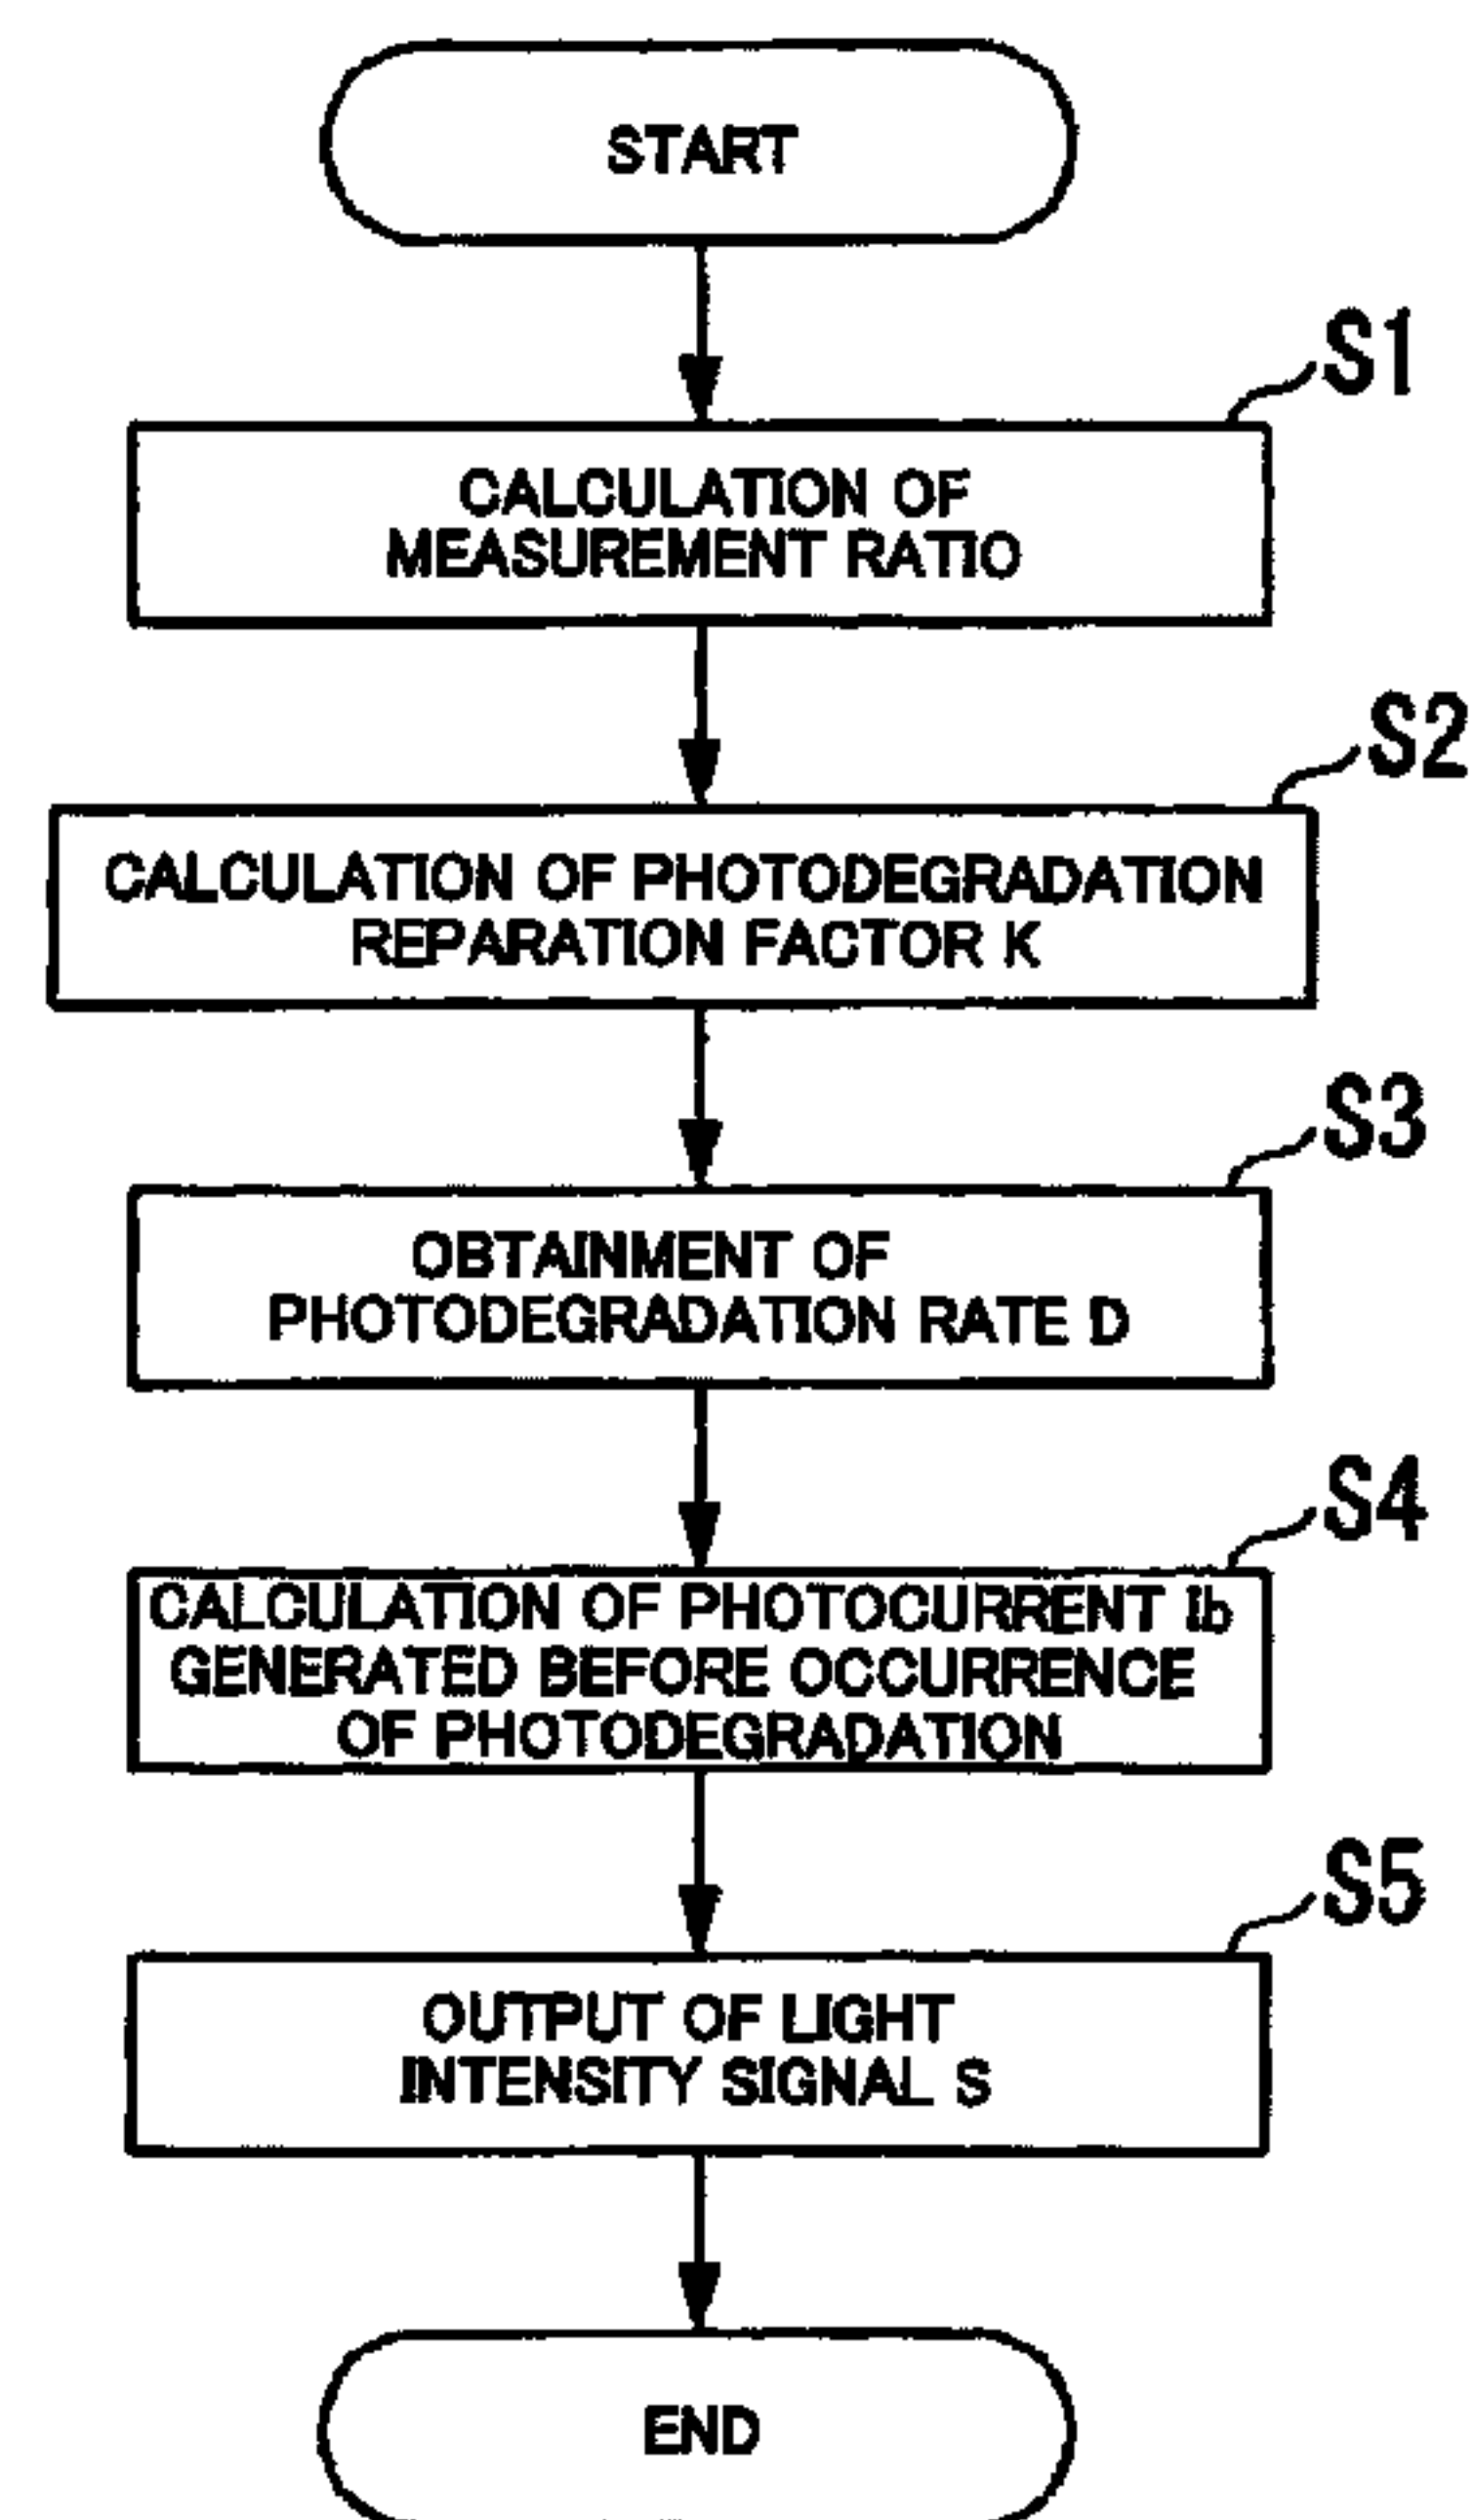 START
S1
CALCULATION OF
MEASUREMENT RATIO
S2
CALCULATION OF PHOTODEGRADATION
REPARATION FACTOR K
S3
OBTAINMENT OF
PHOTODEGRADATION RATE D
S4
CALCULATION OF PHOTOCURRENT Ib
GENERATED BEFORE OCCURRENCE
OF PHOTODEGRADATION
S5
OUTPUT OF LIGHT
INTENSITY SIGNAL S
END